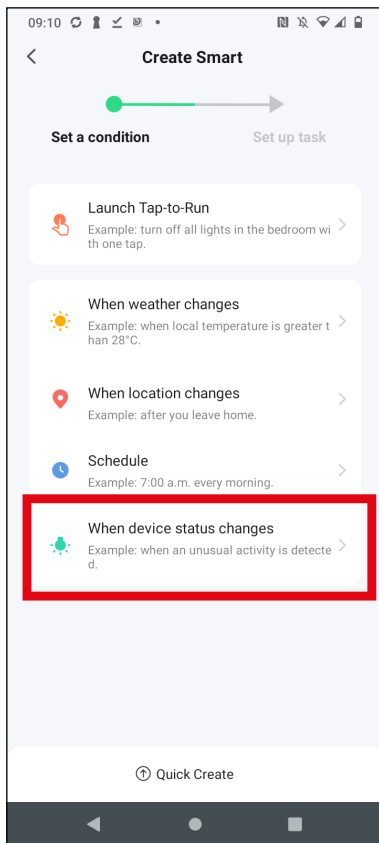 09:10
Create Smart
Set a condition
Set up task
Launch Tap-to-Run
Example: turn off all lights in the bedroom wi
th one tap.
When weather changes
Example: when local temperature is greater t
han 28°C.
When location changes
Example: after you leave home.
Schedule
Example: 7:00 a.m. every morning.
When device status changes
Example: when an unusual activity is detecte
d.
Quick Create